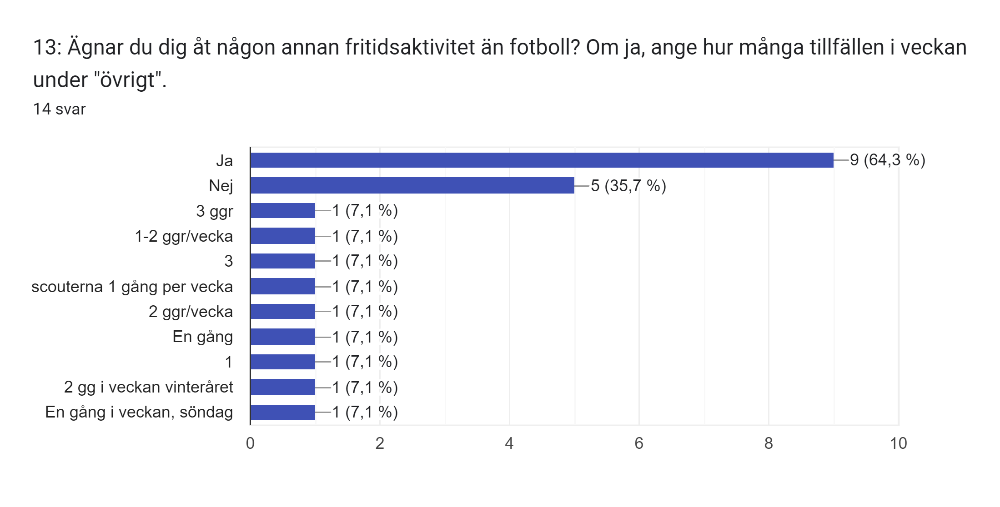 13: Ägnar du dig åt någon annan fritidsaktivitet än fotboll? Om ja, ange hur många tillfällen i veckan
under "övrigt".
14 svar
Ja 9 (64,3 %)
Nej 5 (35,7 %)
3 ggr 1 (7,1 %)
1-2 ggr/vecka 1 (7,1 %)
3 1 (7,1 %)
scouterna 1 gång per vecka 1 (7,1 %)
2 ggr/vecka 1 (7,1 %)
En gång 1 (7,1 %)
1 1 (7,1 %)
2 gg i veckan vinteråret 1 (7,1 %)
En gång i veckan, söndag 1 (7,1 %)
0 2 4 6 8 10